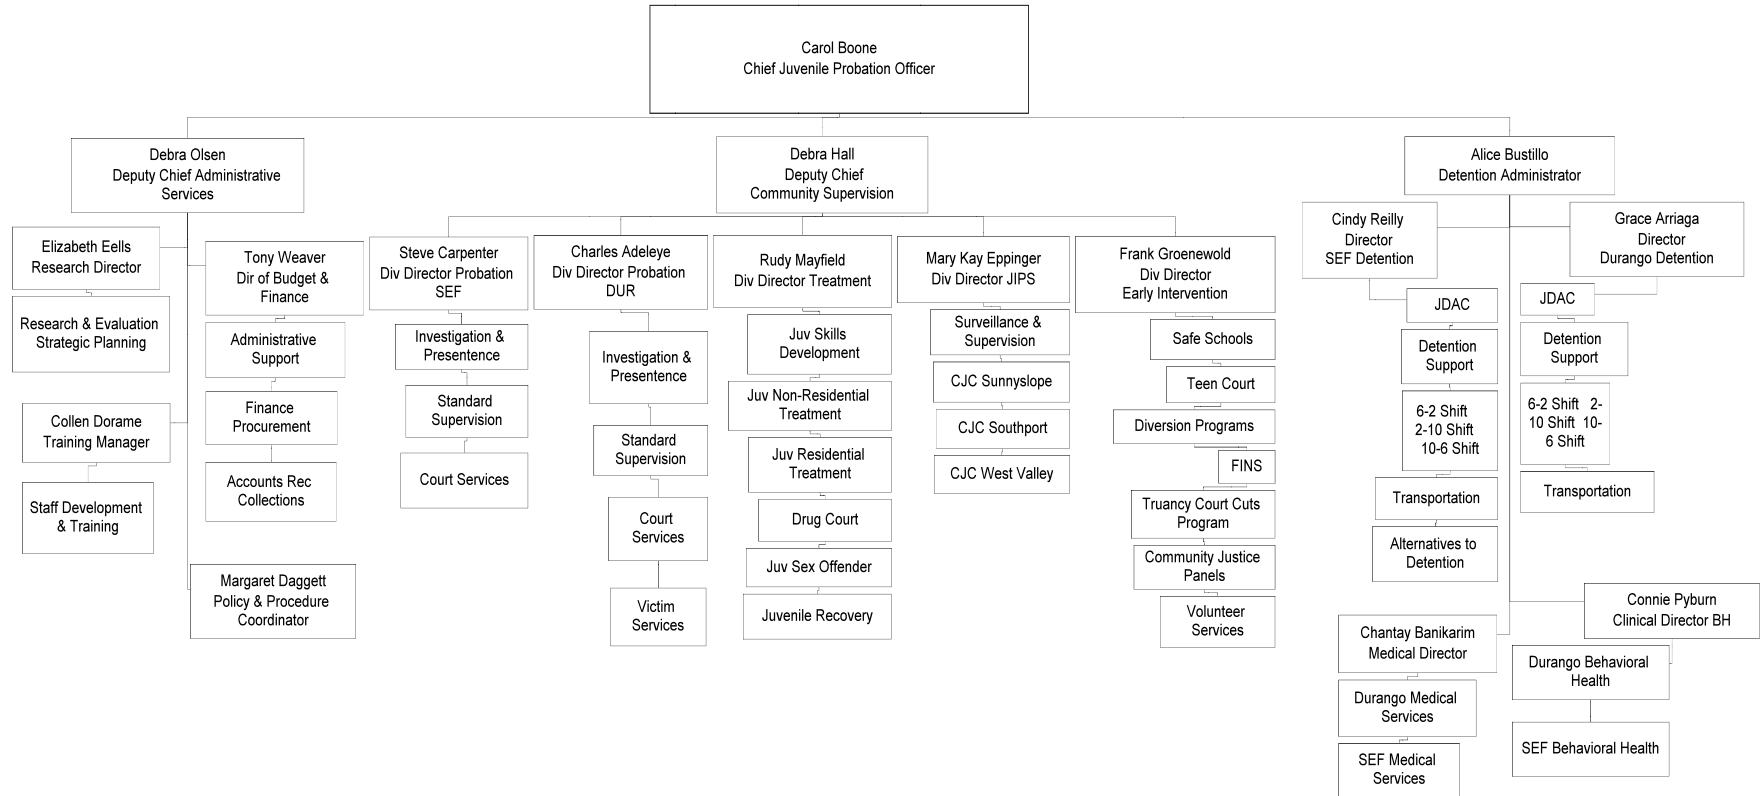 Carol Boone
Chief Juvenile Probation Officer
Debra Olsen
Deputy Chief Administrative
Services
Elizabeth Eells
Research Director
Research & Evaluation
Strategic Planning
Collen Dorame
Training Manager
Staff Development
& Training
Tony Weaver
Dir of Budget &
Finance
Administrative
Support
Finance
Procurement
Accounts Rec
Collections
Margaret Daggett
Policy & Procedure
Coordinator
Debra Hall
Deputy Chief
Community Supervision
Steve Carpenter
Div Director Probation
SEF
Investigation &
Presentence
Standard
Supervision
Court Services
Charles Adeleye
Div Director Probation
DUR
Investigation &
Presentence
Standard
Supervision
Court
Services
Victim
Services
Rudy Mayfield
Div Director Treatment
Juv Skills
Development
Juv Non-Residential
Treatment
Juv Residential
Treatment
Drug Court
Juv Sex Offender
Juvenile Recovery
Mary Kay Eppinger
Div Director JIPS
Surveillance &
Supervision
CJC Sunnyslope
CJC Southport
CJC West Valley
Frank Groenewold
Div Director
Early Intervention
Safe Schools
Teen Court
Diversion Programs
FINS
Truancy Court Cuts
Program
Community Justice
Panels
Volunteer
Services
Alice Bustillo
Detention Administrator
Cindy Reilly
Director
SEF Detention
JDAC
Detention
Support
6-2 Shift
2-10 Shift
10-6 Shift
Transportation
Alternatives to
Detention
Grace Arriaga
Director
Durango Detention
JDAC
Detention
Support
6-2 Shift 2-
10 Shift 10-
6 Shift
Transportation
Chantay Banikarim
Medical Director
Durango Medical
Services
SEF Medical
Services
Connie Pyburn
Clinical Director BH
Durango Behavioral
Health
SEF Behavioral Health